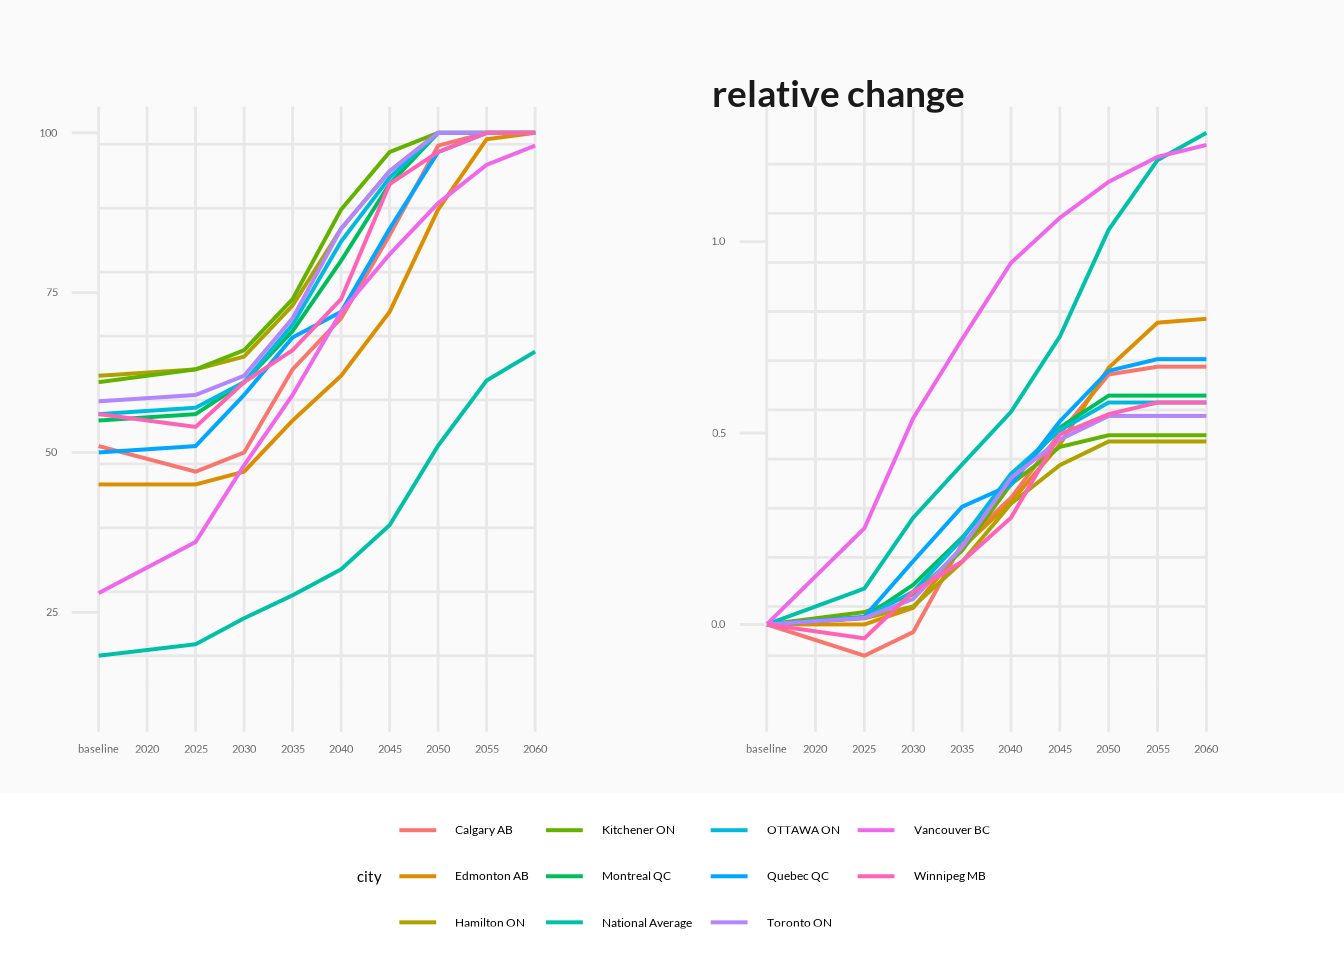 relative change
100
75
50
25
baseline 2020 2025 2030 2035 2040 2045 2050 2055 2060
1.0
0.5
0.0
baseline 2020 2025 2030 2035 2040 2045 2050 2055 2060
city
Calgary AB
Edmonton AB
Hamilton ON
Kitchener ON
Montreal QC
National Average
OTTAWA ON
Quebec QC
Toronto ON
Vancouver BC
Winnipeg MB